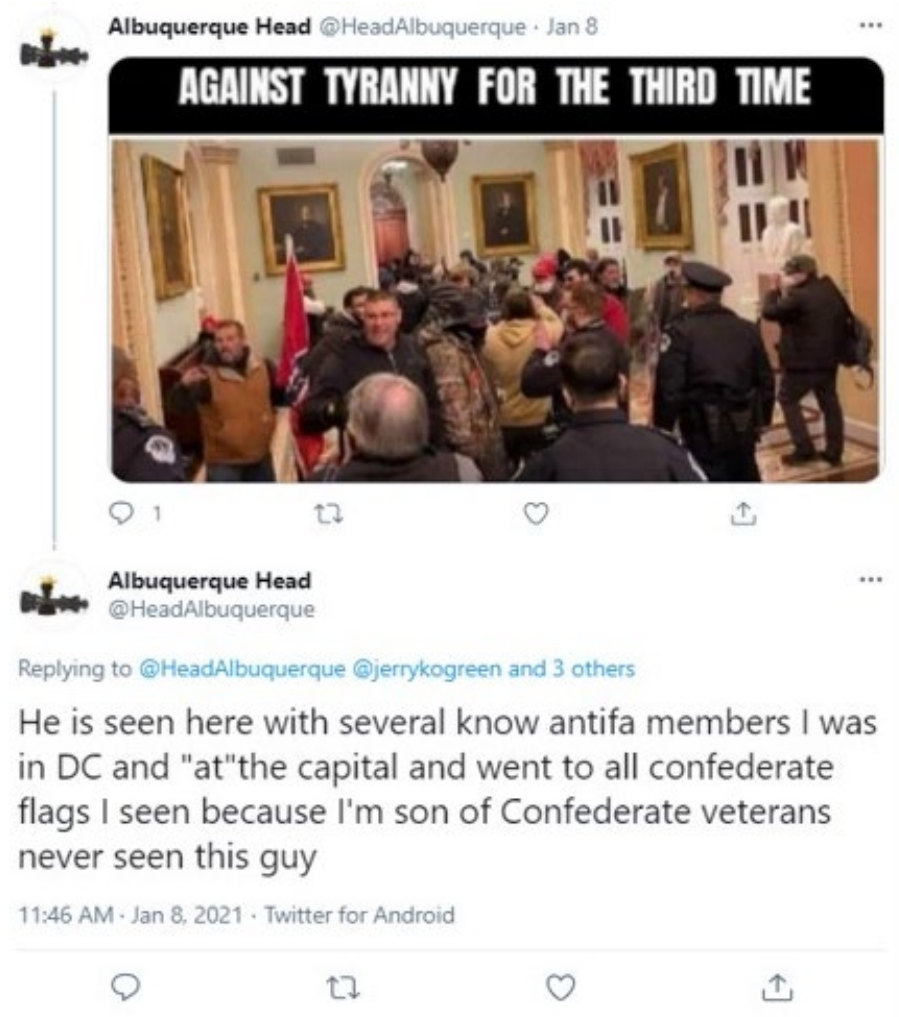 Albuquerque Head @HeadAlbuquerque · Jan 8
AGAINST TYRANNY FOR THE THIRD TIME
1
Albuquerque Head
@HeadAlbuquerque
Replying to @HeadAlbuquerque @jerrykogreen and 3 others
He is seen here with several know antifa members I was
in DC and "at"the capital and went to all confederate
flags I seen because I'm son of Confederate veterans
never seen this guy
11:46 AM · Jan 8, 2021 · Twitter for Android